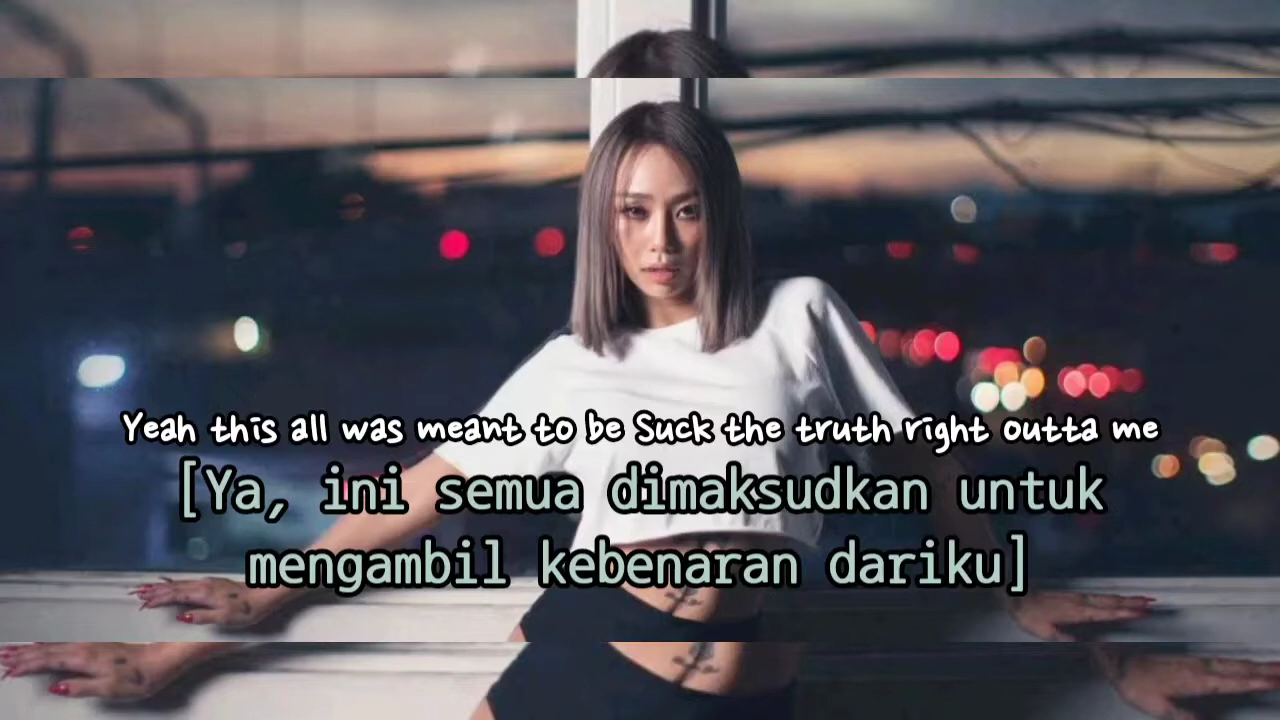 Yeah this all was meant to be Suck the truth right outta me
[Ya, ini semua dimaksudkan untuk
mengambil kebenaran dariku]